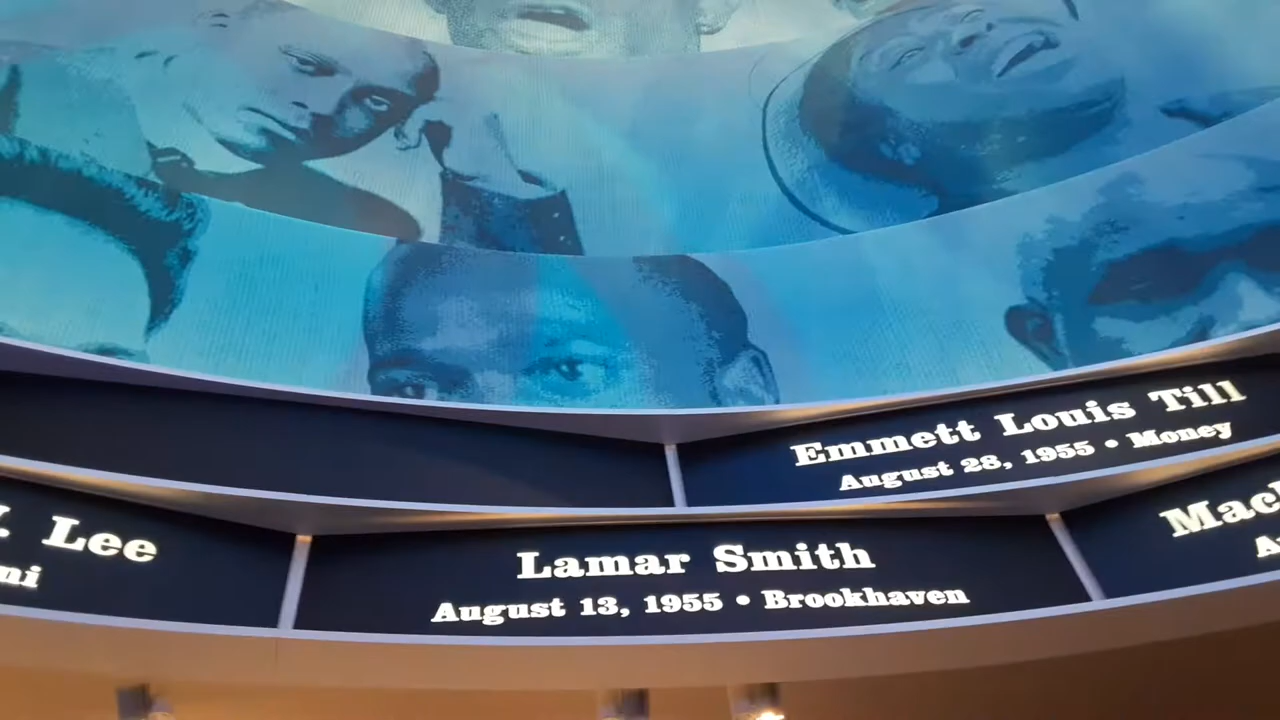 Emmett Louis Till
August 28, 1955 • Money
Lee
Lamar Smith
August 13, 1955 • Brookhaven